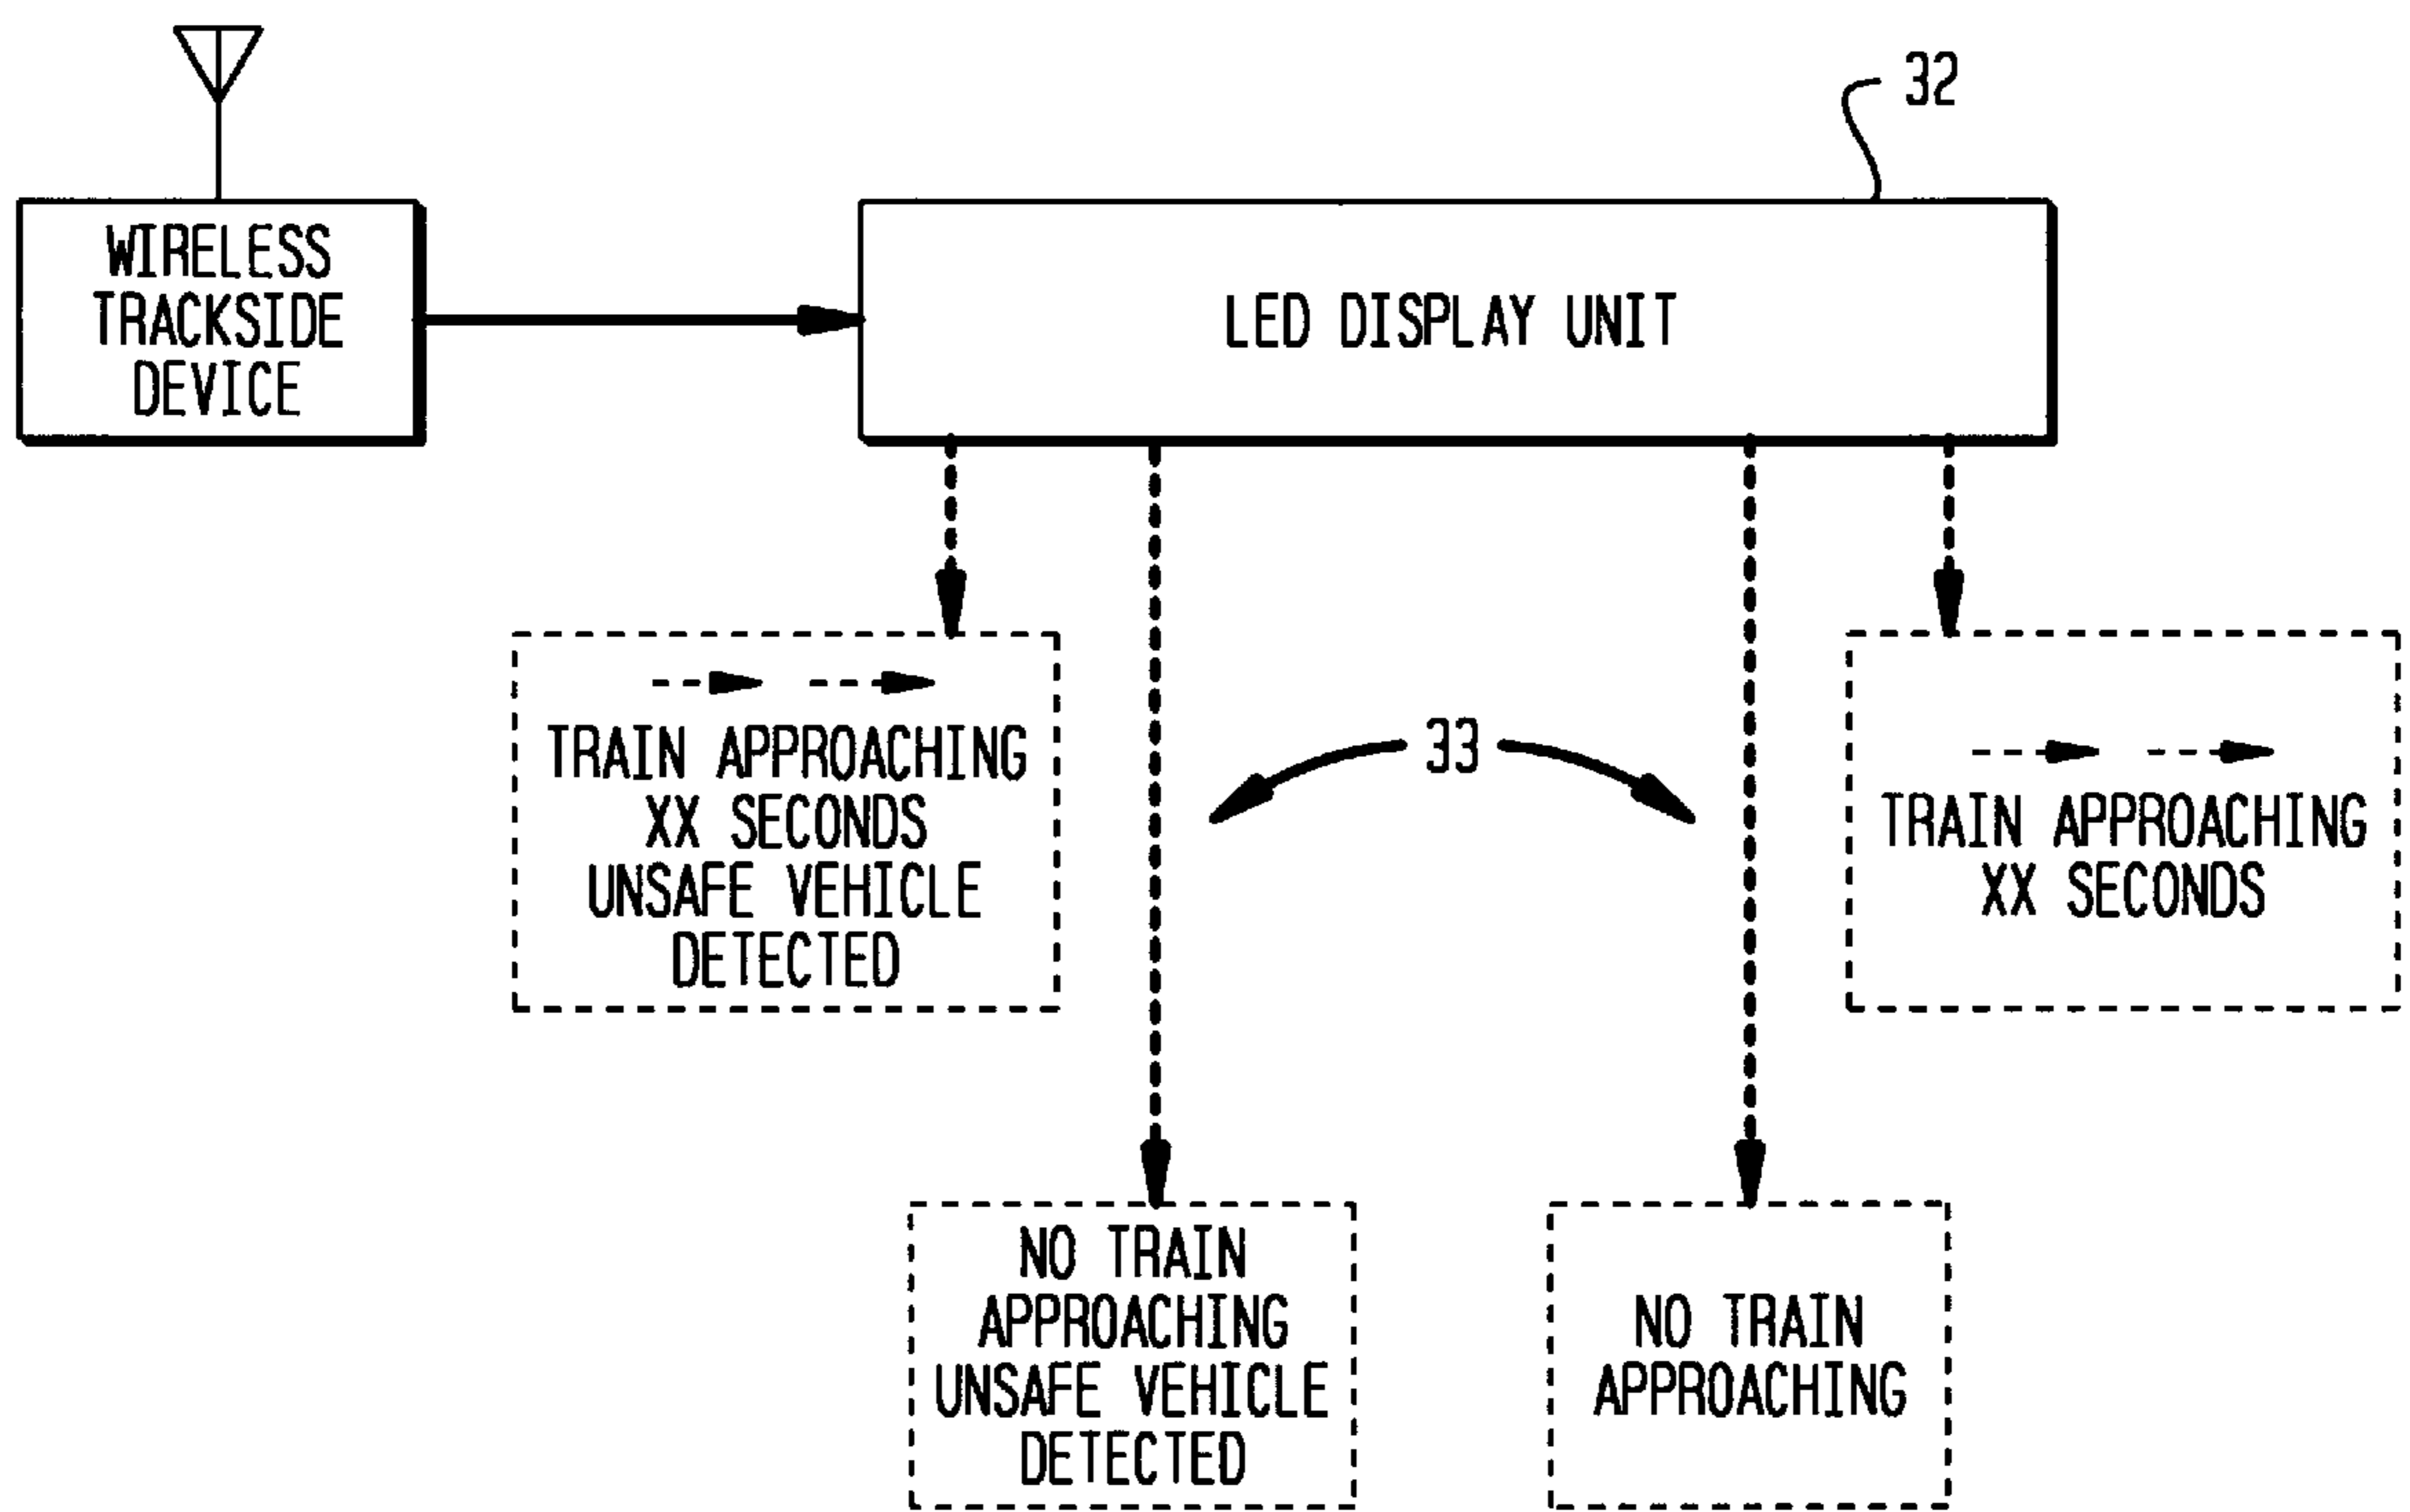 32
WIRELESS
TRACKSIDE
DEVICE
LED DISPLAY UNIT
TRAIN APPROACHING
XX SECONDS
UNSAFE VEHICLE
DETECTED
33
TRAIN APPROACHING
XX SECONDS
NO TRAIN
APPROACHING
UNSAFE VEHICLE
DETECTED
NO TRAIN
APPROACHING